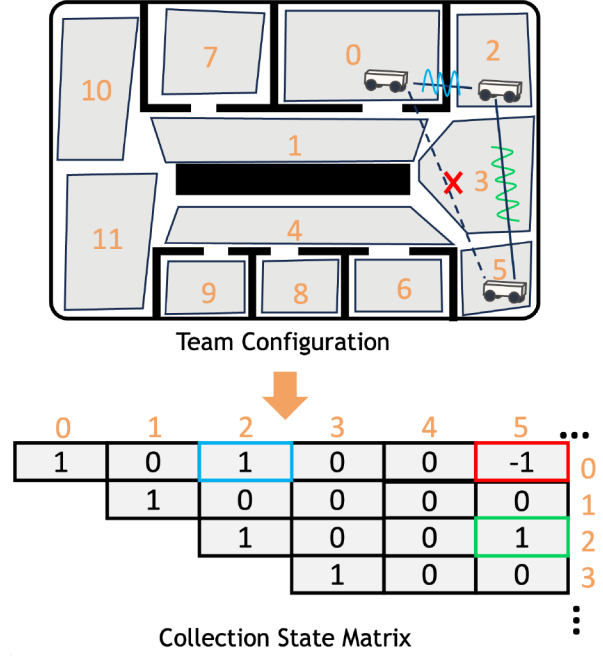 7
0
2
10
1
3
11
4
5
9
8
6
Team Configuration
0 1 2 3 4 5 ...
1 0 1 0 0 -1 0
1 0 0 0 0 1
1 0 0 1 2
1 0 0 3
...
Collection State Matrix